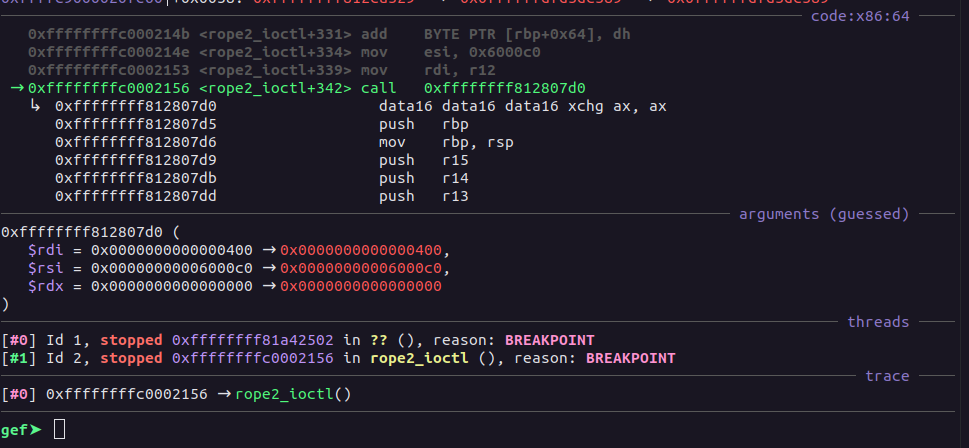 code:x86:64
0xffffffffc000214b <rope2_ioctl+331> add    BYTE PTR [rbp+0x64], dh
0xffffffffc000214e <rope2_ioctl+334> mov    esi, 0x6000c0
0xffffffffc0002153 <rope2_ioctl+339> mov    rdi, r12
→ 0xffffffffc0002156 <rope2_ioctl+342> call   0xffffffff812807d0
↳ 0xffffffff812807d0                  data16 data16 data16 xchg ax, ax
0xffffffff812807d5                  push   rbp
0xffffffff812807d6                  mov    rbp, rsp
0xffffffff812807d9                  push   r15
0xffffffff812807db                  push   r14
0xffffffff812807dd                  push   r13
arguments (guessed)
0xffffffff812807d0 (
$rdi = 0x0000000000000400 → 0x0000000000000400,
$rsi = 0x00000000006000c0 → 0x00000000006000c0,
$rdx = 0x0000000000000000 → 0x0000000000000000
)
threads
[#0] Id 1, stopped 0xffffffff81a42502 in ?? (), reason: BREAKPOINT
[#1] Id 2, stopped 0xffffffffc0002156 in rope2_ioctl (), reason: BREAKPOINT
trace
[#0] 0xffffffffc0002156 → rope2_ioctl()
gef➤